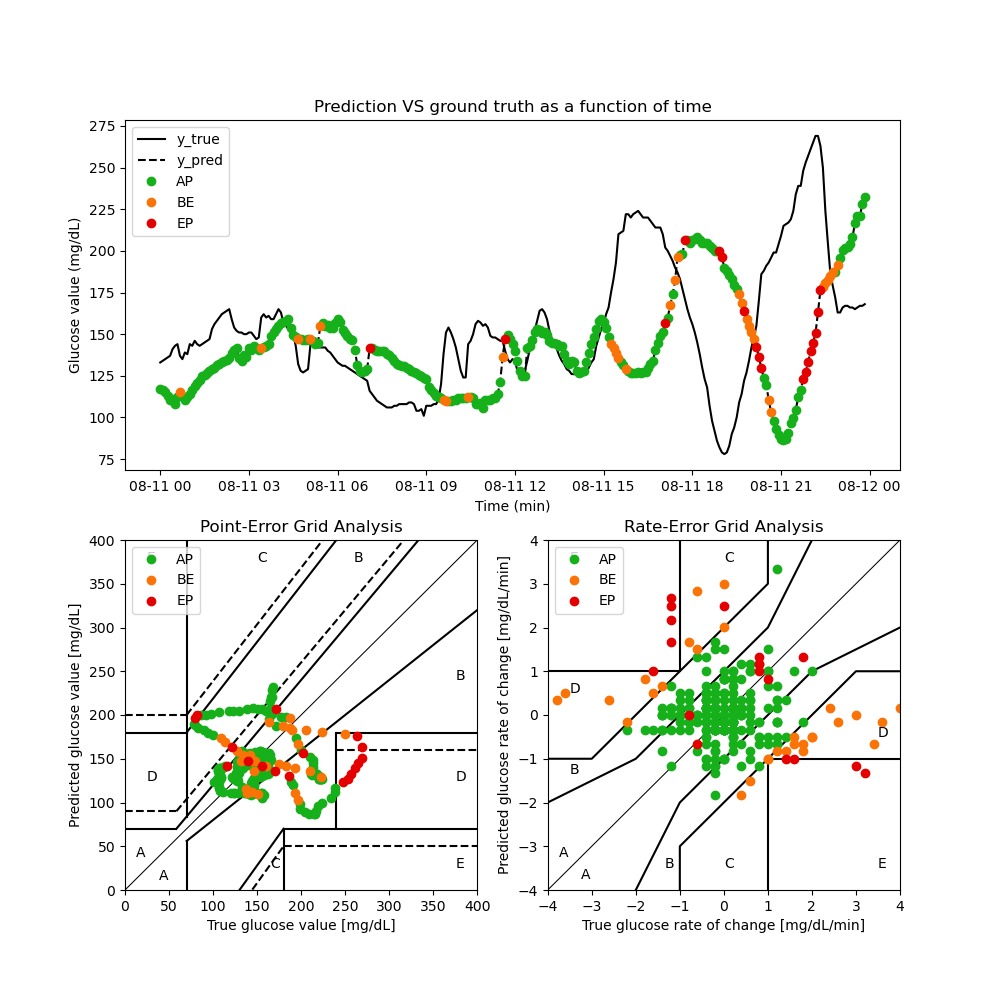 Prediction VS ground truth as a function of time
Glucose value (mg/dL)
275
250
225
200
175
150
125
100
75
y_true
y_pred
AP
BE
EP
08-11 00 08-11 03 08-11 06 08-11 09 08-11 12 08-11 15 08-11 18 08-11 21 08-12 00
Time (min)
Point-Error Grid Analysis
Predicted glucose value [mg/dL]
400
350
300
250
200
150
100
50
0
AP
BE
EP
C
B
B
D
D
A
A
C
E
0 50 100 150 200 250 300 350 400
True glucose value [mg/dL]
Rate-Error Grid Analysis
Predicted glucose rate of change [mg/dL/min]
4
3
2
1
0
−1
−2
−3
−4
AP
BE
EP
C
D
D
B
A
A
B
C
E
−4 −3 −2 −1 0 1 2 3 4
True glucose rate of change [mg/dL/min]